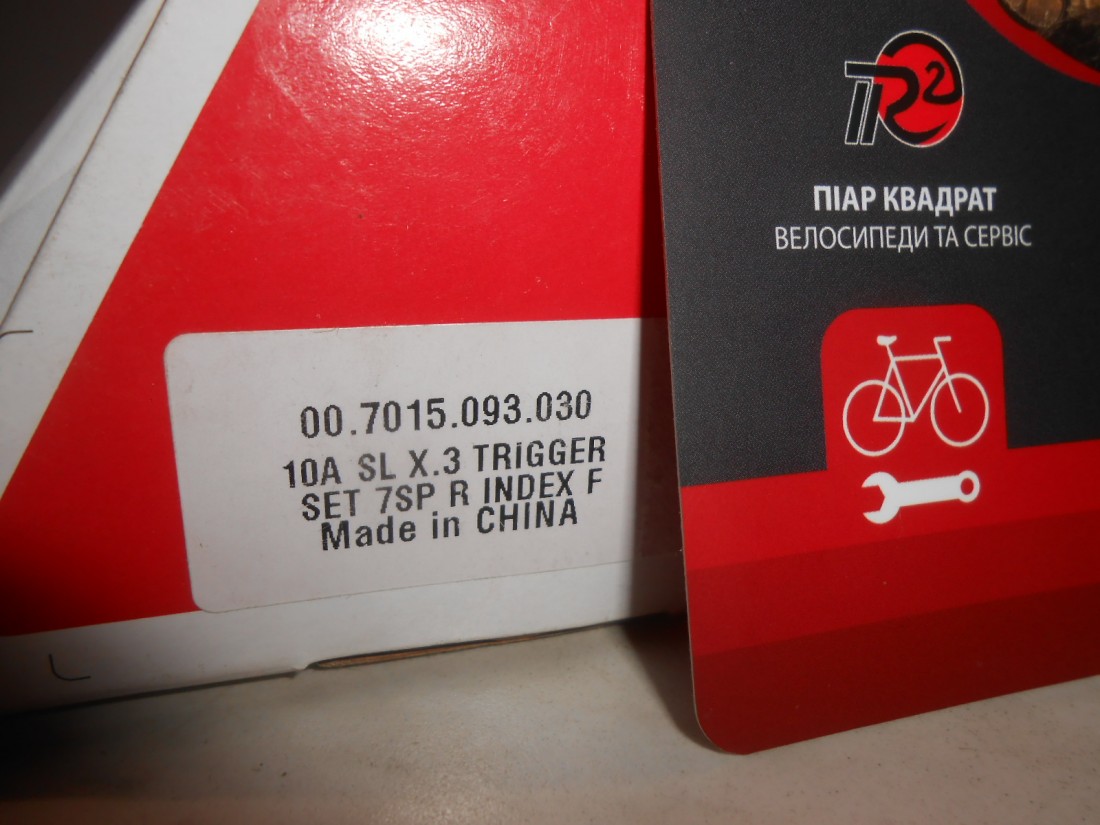 00.7015.093.030
10A SL X.3 TRiGGER
SET 7SP R INDEX F
Made in CHINA
ПR2
ПІАР КВАДРАТ
ВЕЛОСИПЕДИ ТА СЕРВІС